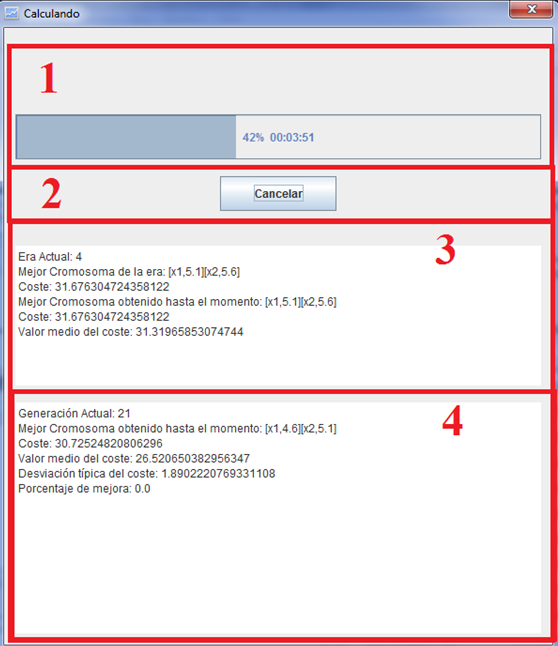 Calculando
1
42% 00:03:51
2
Cancelar
3
Era Actual: 4
Mejor Cromosoma de la era: [x1,5.1][x2,5.6]
Coste: 31.676304724358122
Mejor Cromosoma obtenido hasta el momento: [x1,5.1][x2,5.6]
Coste: 31.676304724358122
Valor medio del coste: 31.31965853074744
4
Generación Actual: 21
Mejor Cromosoma obtenido hasta el momento: [x1,4.6][x2,5.1]
Coste: 30.72524820806296
Valor medio del coste: 26.520650382956347
Desviación típica del coste: 1.8902220769331108
Porcentaje de mejora: 0.0